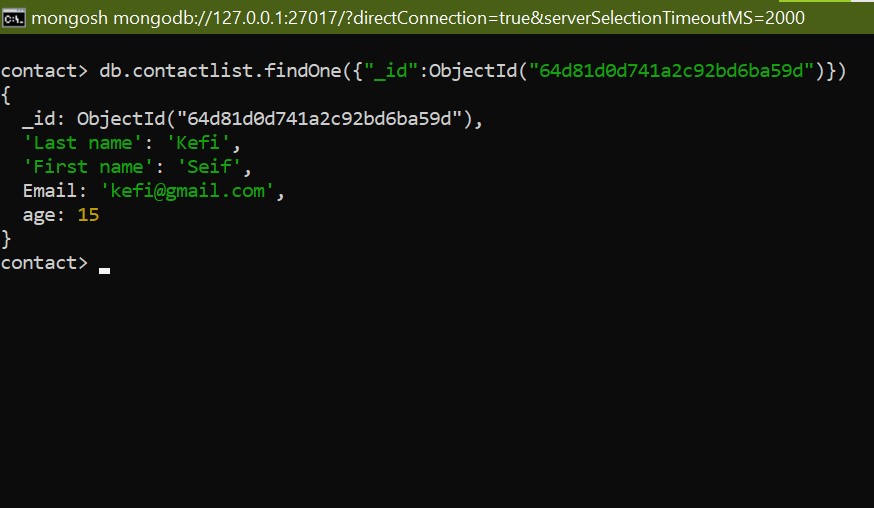 C:\. mongosh mongodb://127.0.0.1:27017/?directConnection=true&serverSelectionTimeoutMS=2000
contact> db.contactlist.findOne({"_id":ObjectId("64d81d0d741a2c92bd6ba59d")})
{
  _id: ObjectId("64d81d0d741a2c92bd6ba59d"),
  'Last name': 'Kefi',
  'First name': 'Seif',
  Email: 'kefi@gmail.com',
  age: 15
}
contact>